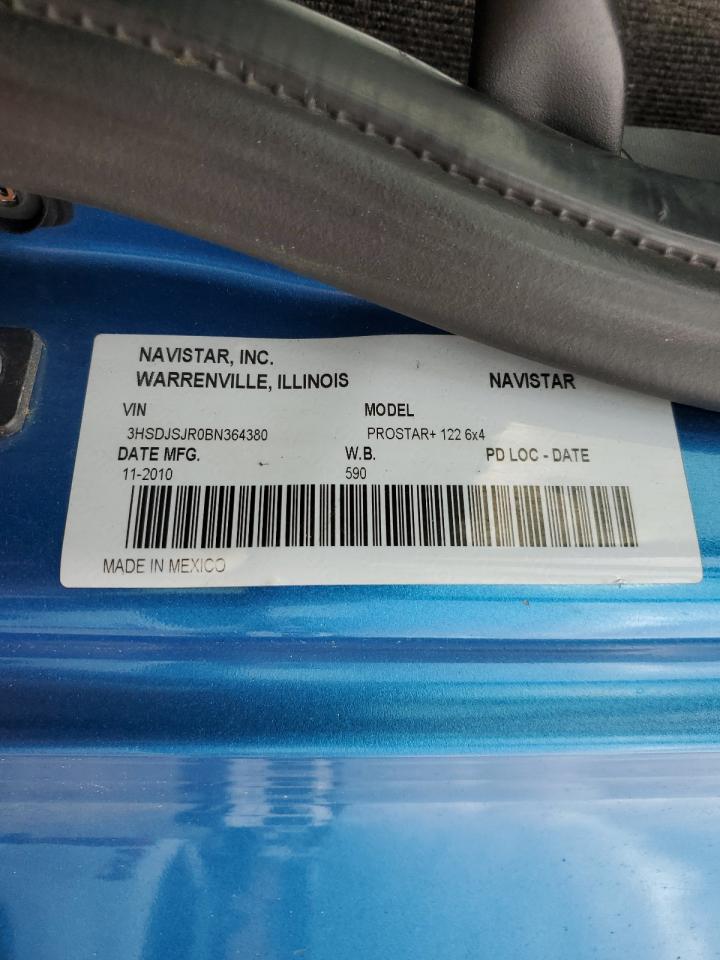 NAVISTAR, INC.
WARRENVILLE, ILLINOIS NAVISTAR
VIN MODEL
3HSDJSJR0BN364380 PROSTAR+ 122 6x4
DATE MFG. W.B. PD LOC - DATE
11-2010 590
MADE IN MEXICO